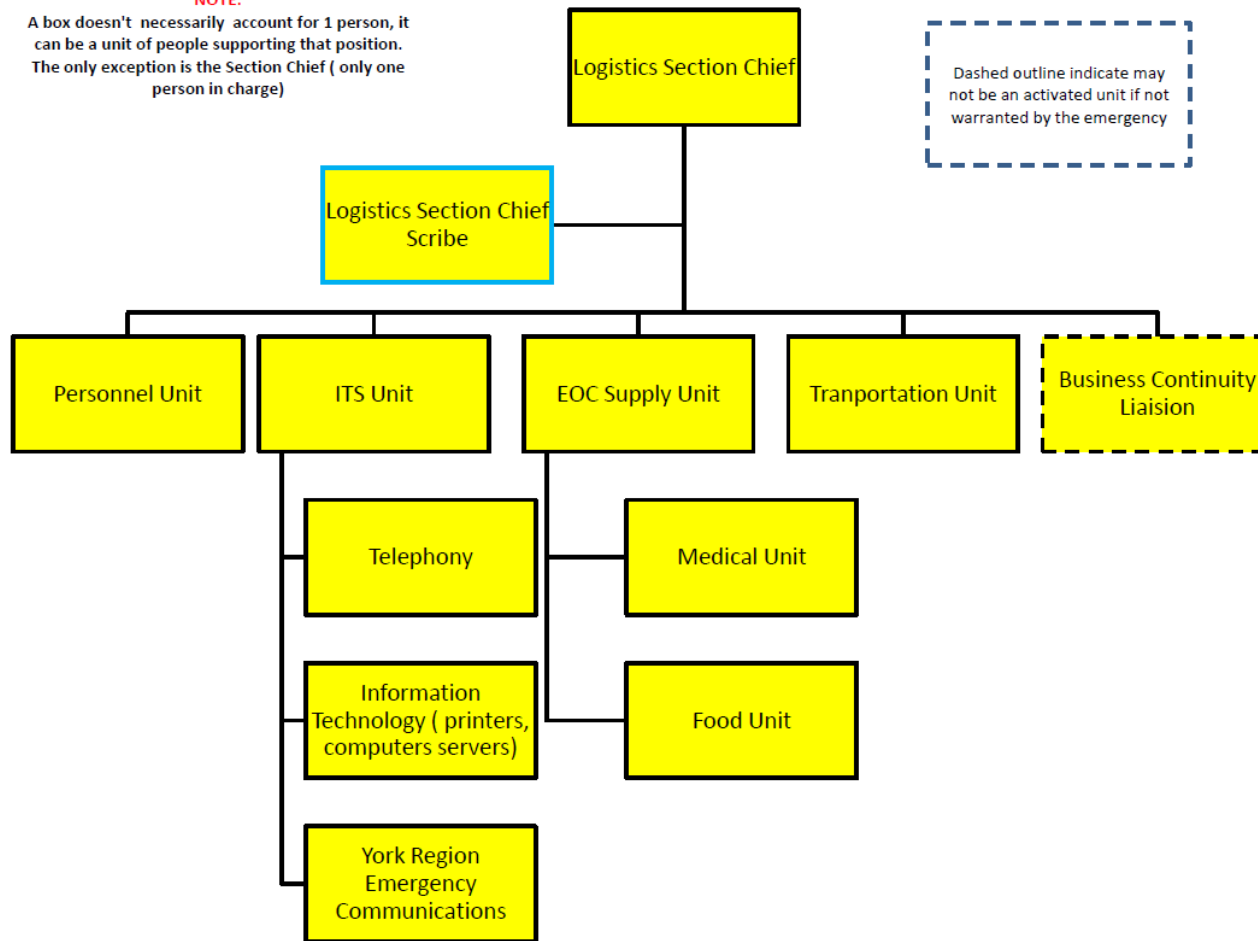 NOTE:
A box doesn't necessarily account for 1 person, it
can be a unit of people supporting that position.
The only exception is the Section Chief ( only one
person in charge)
Logistics Section Chief
Dashed outline indicate may
not be an activated unit if not
warranted by the emergency
Logistics Section Chief
Scribe
Personnel Unit
ITS Unit
EOC Supply Unit
Tranportation Unit
Business Continuity
Liaision
Telephony
Medical Unit
Information
Technology ( printers,
computers servers)
Food Unit
York Region
Emergency
Communications